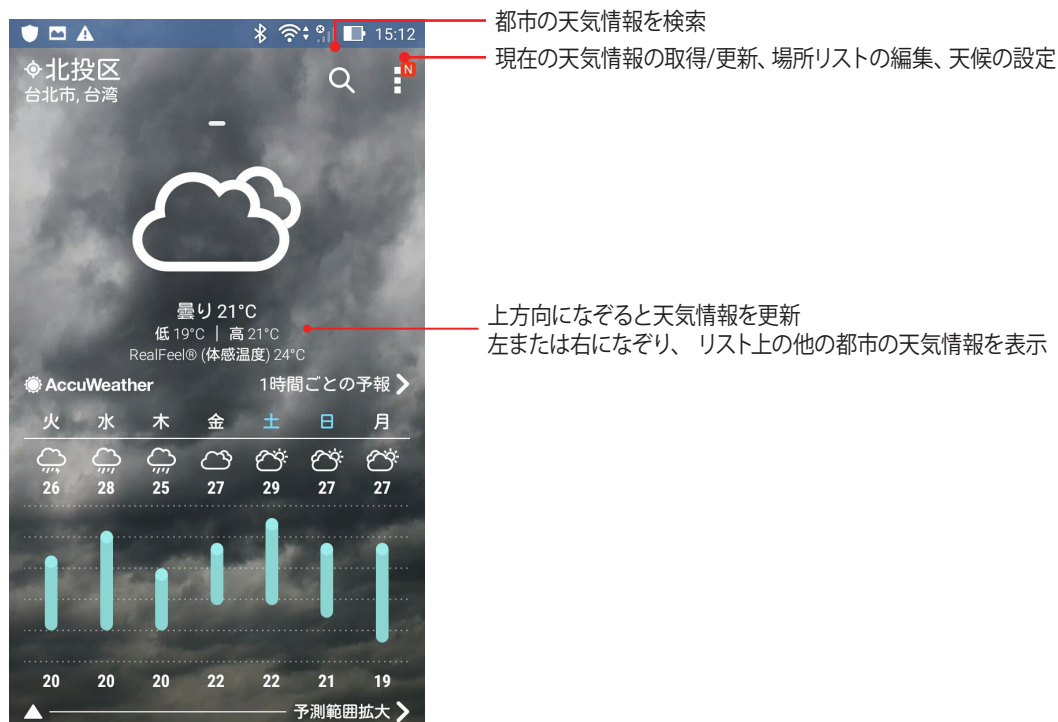 都市の天気情報を検索
15:12
現在の天気情報の取得/更新、場所リストの編集、天候の設定
N
北投区
台北市, 台湾
曇り 21°C
低 19°C | 高 21°C
RealFeel® (体感温度) 24°C
上方向になぞると天気情報を更新
左または右になぞり、 リスト上の他の都市の天気情報を表示
AccuWeather 1時間ごとの予報
火 水 木 金 土 日 月
26 28 25 27 29 27 27
20 20 20 22 22 21 19
予測範囲拡大